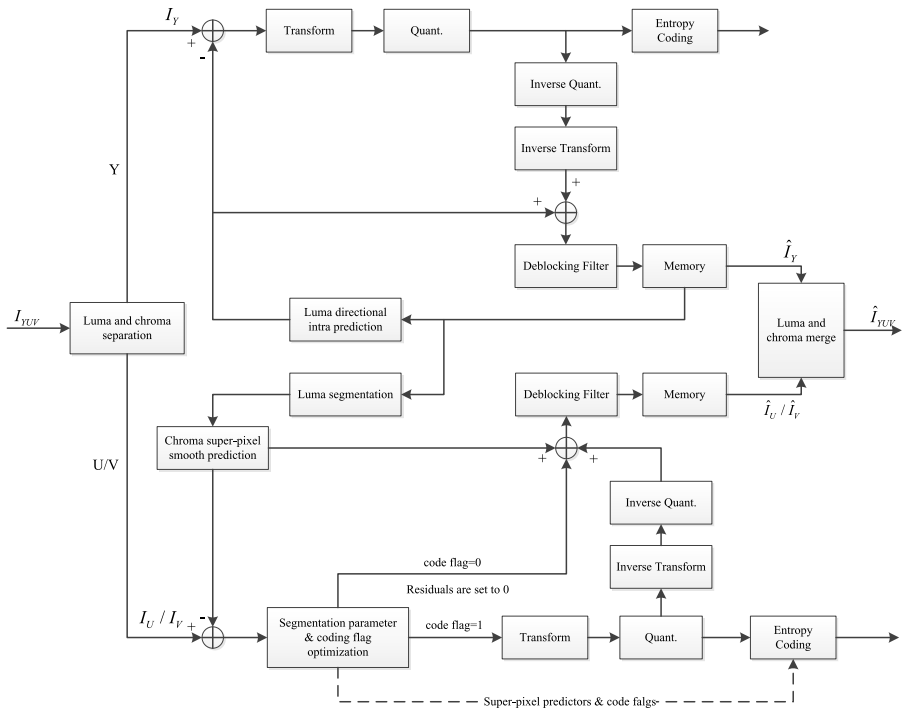 I_Y
+
-
Transform
Quant.
Entropy
Coding
Inverse Quant.
Inverse Transform
Y
+
+
Deblocking Filter
Memory
Î_Y
I_YUV
Luma and chroma
separation
Luma directional
intra prediction
Luma and
chroma merge
Î_YUV
Luma segmentation
Deblocking Filter
Memory
Î_U / Î_V
Chroma super-pixel
smooth prediction
+
+
U/V
Inverse Quant.
code flag=0
Inverse Transform
Residuals are set to 0
I_U / I_V
-
+
Segmentation parameter
& coding flag
optimization
code flag=1
Transform
Quant.
Entropy
Coding
Super-pixel predictors & code falgs